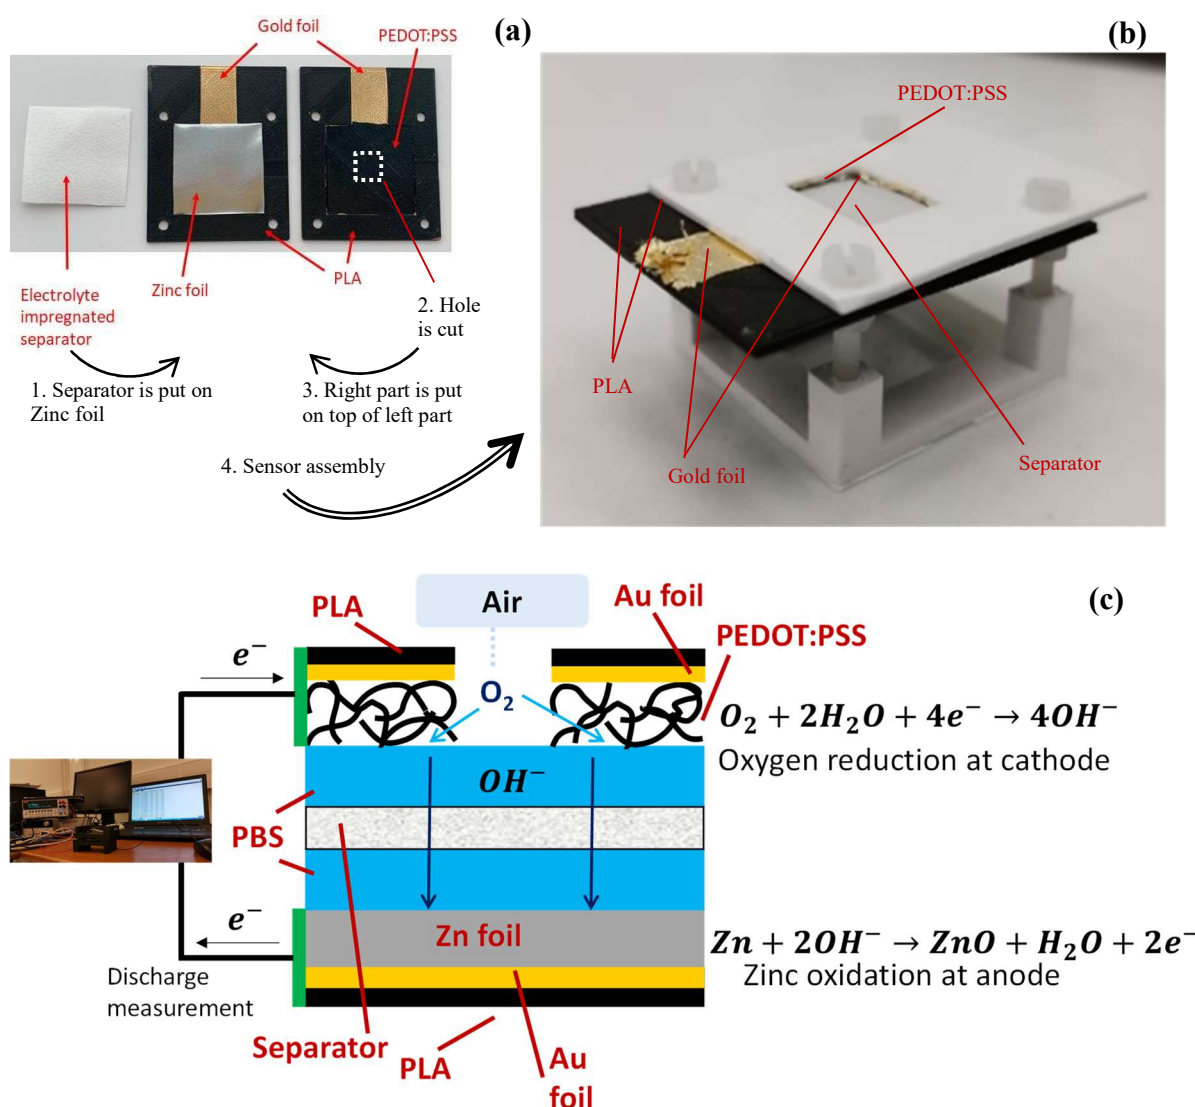 (a)
Gold foil
PEDOT:PSS
Electrolyte
impregnated
separator
Zinc foil
PLA
2. Hole
is cut
1. Separator is put on
Zinc foil
3. Right part is put
on top of left part
4. Sensor assembly
(b)
PEDOT:PSS
PLA
Gold foil
Separator
(c)
Air
PLA
Au foil
PEDOT:PSS
e⁻
O₂
O₂ + 2H₂O + 4e⁻ → 4OH⁻
Oxygen reduction at cathode
OH⁻
PBS
e⁻
Zn foil
Zn + 2OH⁻ → ZnO + H₂O + 2e⁻
Zinc oxidation at anode
Discharge
measurement
Separator
PLA
Au
foil